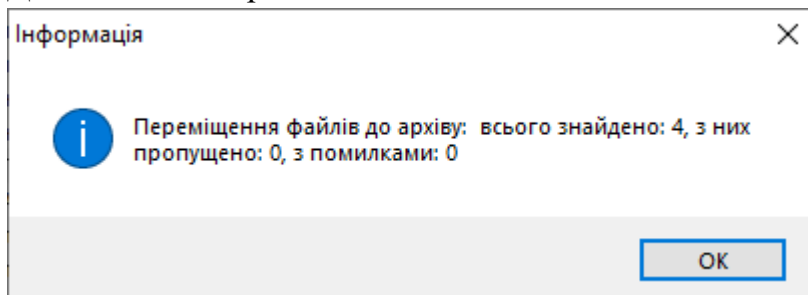 Інформація
Переміщення файлів до архіву: всього знайдено: 4, з них
пропущено: 0, з помилками: 0
OK